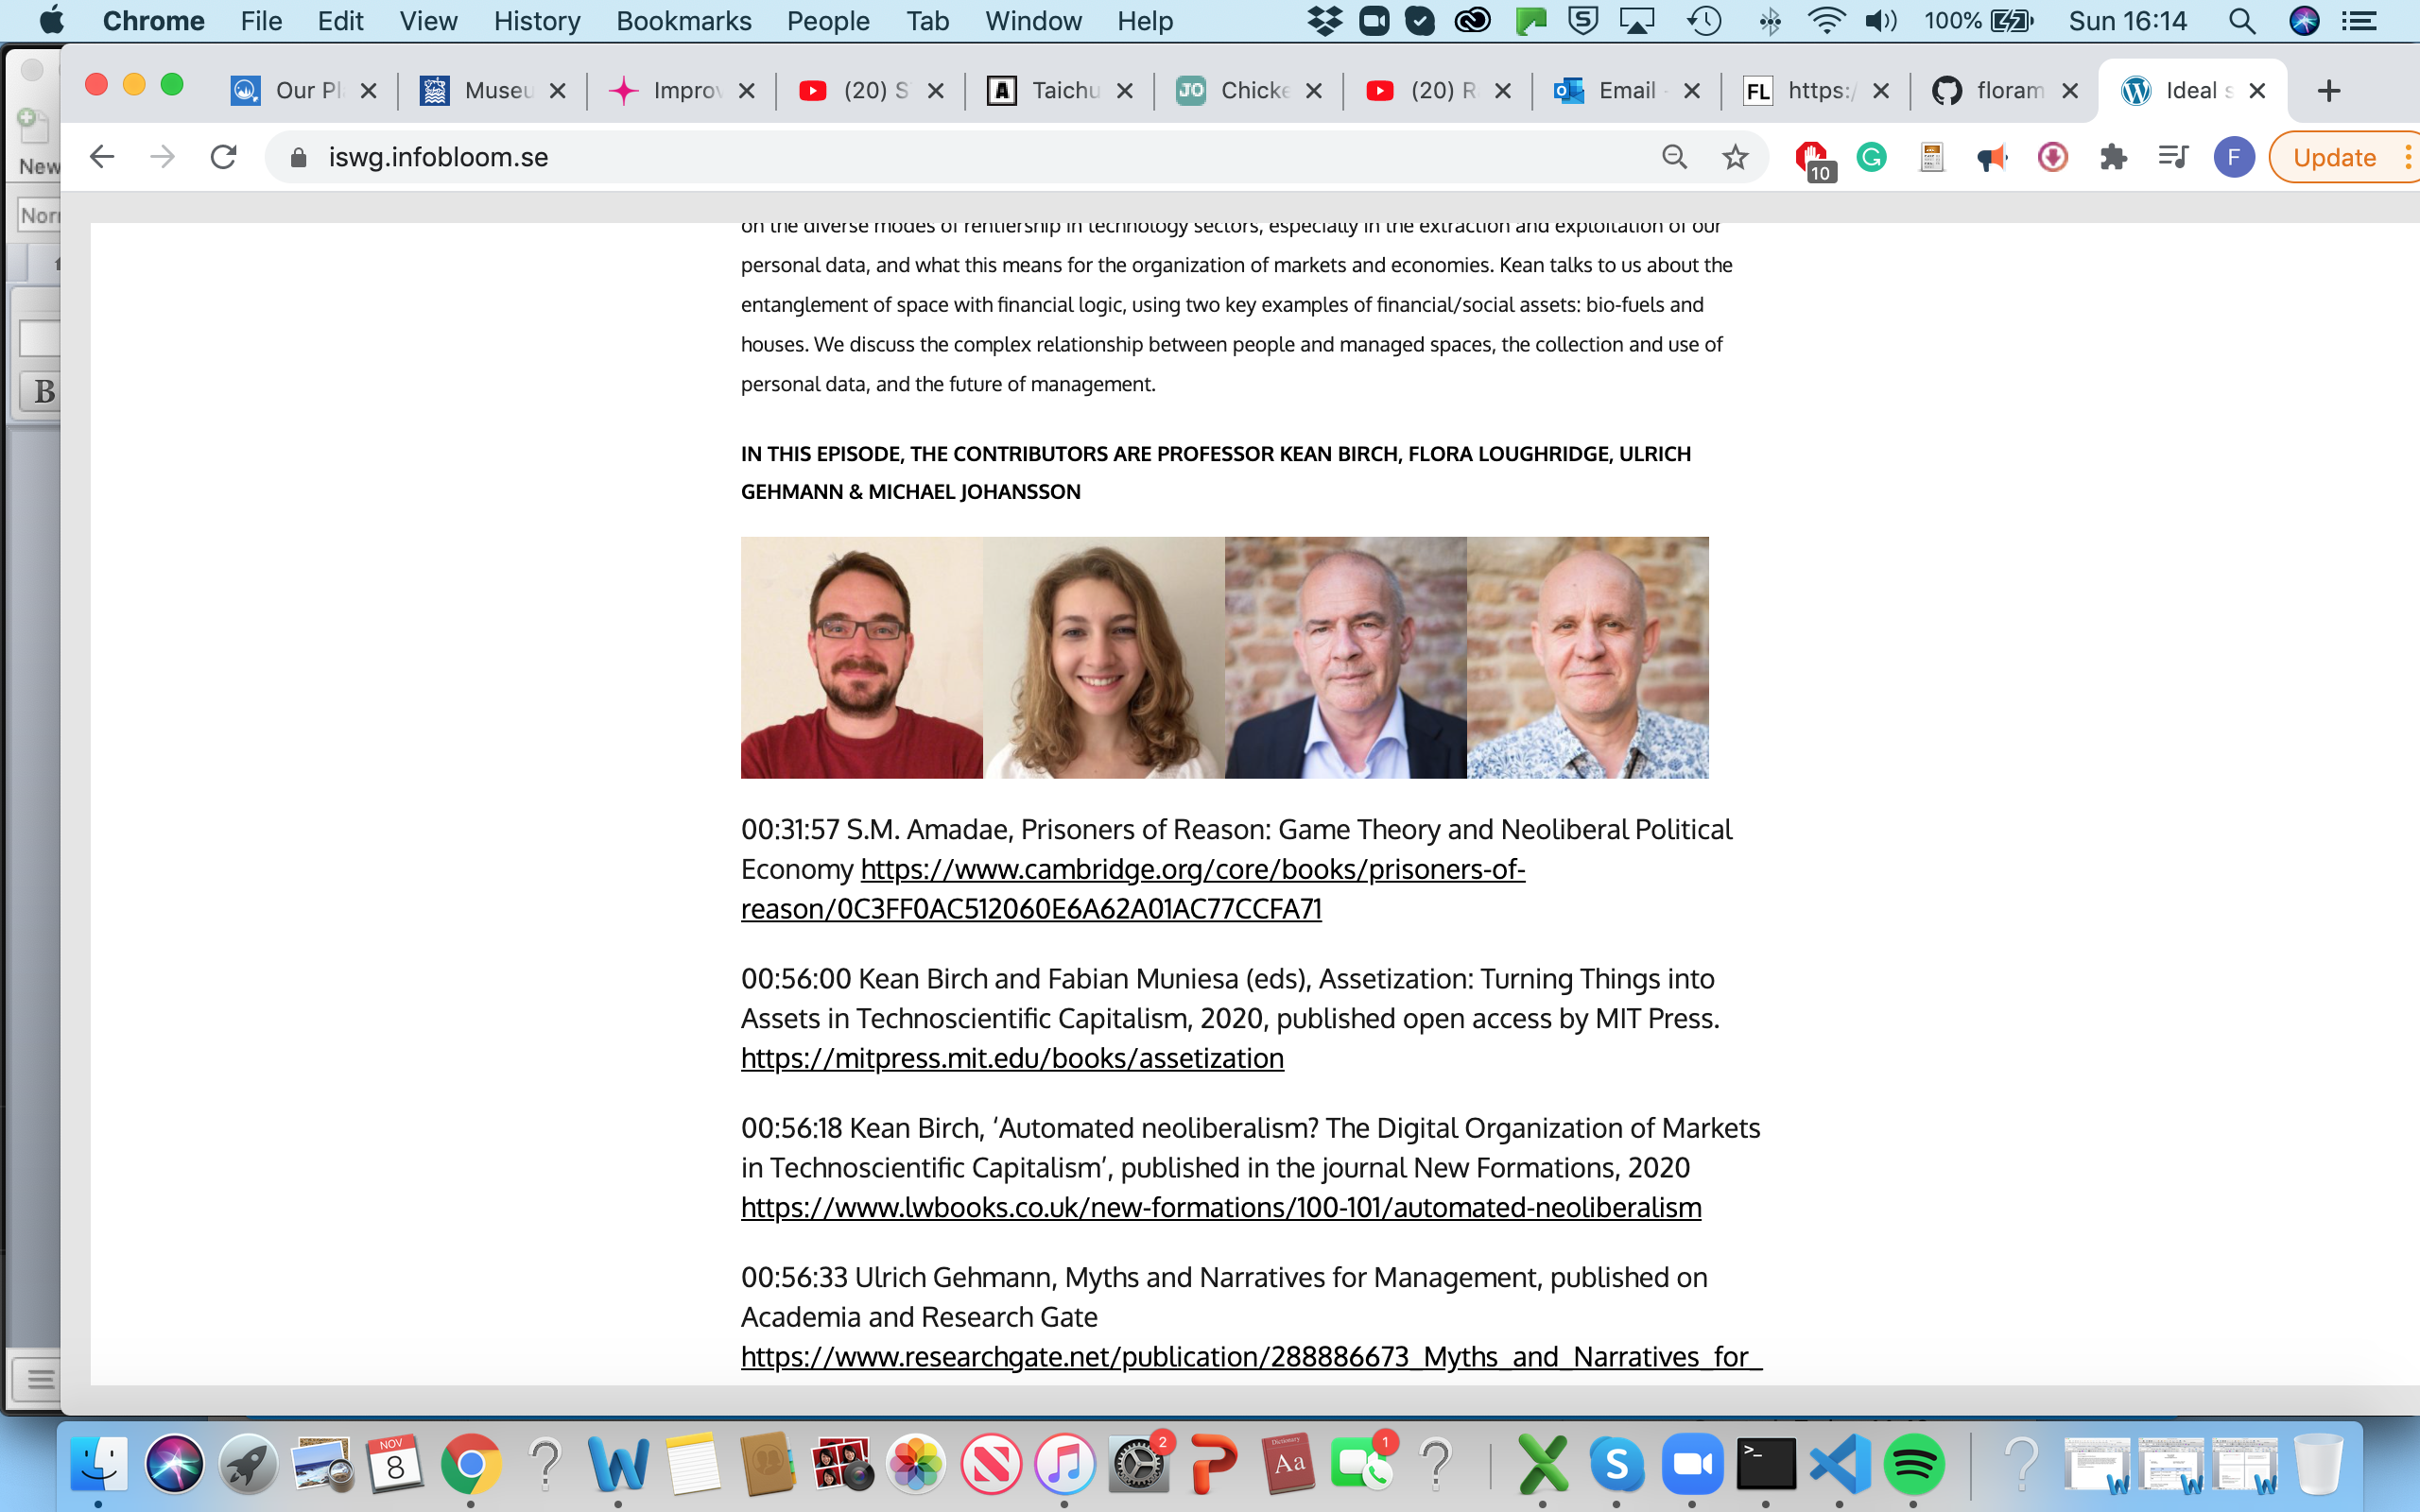 Chrome File Edit View History Bookmarks People Tab Window Help 100% Sun 16:14
Our Pl Museu Improv (20) S A Taichu JO Chicke (20) R Email - FL https:/ floram Ideal s
iswg.infobloom.se 10 F Update
New
Norr
B
on the diverse modes of rentiership in technology sectors, especially in the extraction and exploitation of our
personal data, and what this means for the organization of markets and economies. Kean talks to us about the
entanglement of space with financial logic, using two key examples of financial/social assets: bio-fuels and
houses. We discuss the complex relationship between people and managed spaces, the collection and use of
personal data, and the future of management.
IN THIS EPISODE, THE CONTRIBUTORS ARE PROFESSOR KEAN BIRCH, FLORA LOUGHRIDGE, ULRICH
GEHMANN & MICHAEL JOHANSSON
00:31:57 S.M. Amadae, Prisoners of Reason: Game Theory and Neoliberal Political
Economy https://www.cambridge.org/core/books/prisoners-of-
reason/0C3FF0AC512060E6A62A01AC77CCFA71
00:56:00 Kean Birch and Fabian Muniesa (eds), Assetization: Turning Things into
Assets in Technoscientific Capitalism, 2020, published open access by MIT Press.
https://mitpress.mit.edu/books/assetization
00:56:18 Kean Birch, ‘Automated neoliberalism? The Digital Organization of Markets
in Technoscientific Capitalism’, published in the journal New Formations, 2020
https://www.lwbooks.co.uk/new-formations/100-101/automated-neoliberalism
00:56:33 Ulrich Gehmann, Myths and Narratives for Management, published on
Academia and Research Gate
https://www.researchgate.net/publication/288886673_Myths_and_Narratives_for_
NOV
8
2
Dictionary
Aa
1